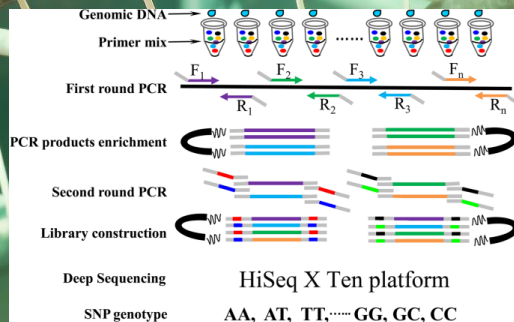 Genomic DNA
Primer mix
......
First round PCR
F1 F2 F3 Fn
R1 R2 R3 Rn
PCR products enrichment
Second round PCR
Library construction
Deep Sequencing HiSeq X Ten platform
SNP genotype AA, AT, TT,······ GG, GC, CC